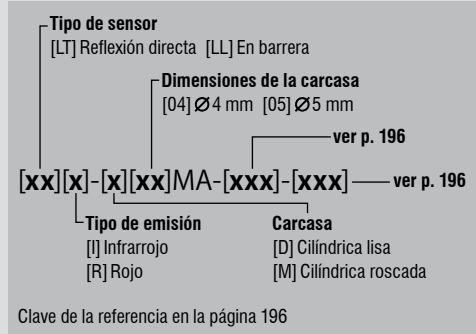 Tipo de sensor
[LT] Reflexión directa [LL] En barrera
Dimensiones de la carcasa
[04] Ø 4 mm [05] Ø 5 mm
ver p. 196
[xx][x]-[x][xx]MA-[xxx]-[xxx] ver p. 196
Tipo de emisión
[I] Infrarrojo
[R] Rojo
Carcasa
[D] Cilíndrica lisa
[M] Cilíndrica roscada
Clave de la referencia en la página 196